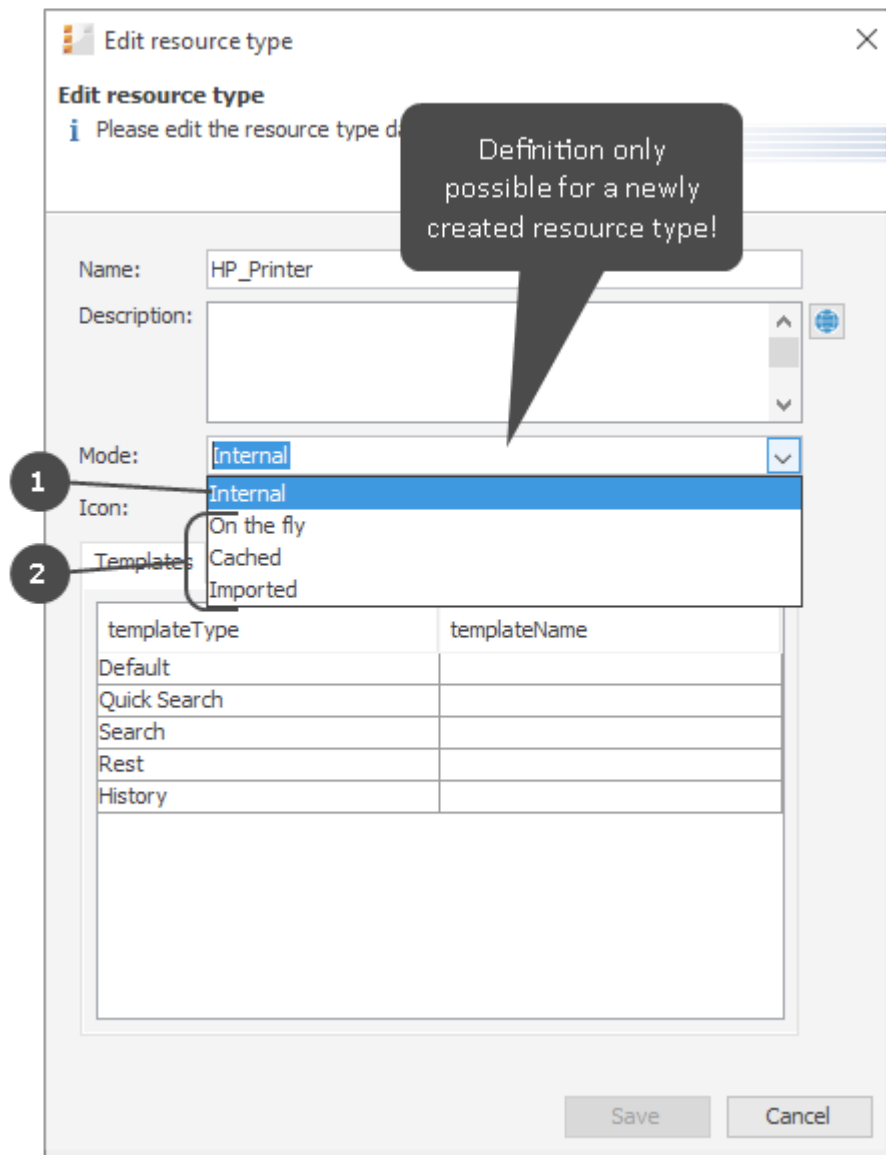 Edit resource type
Edit resource type
i Please edit the resource type da
Definition only
possible for a newly
created resource type!
Name: HP_Printer
Description:
Mode: Internal
1
Internal
Icon:
On the fly
2
Templates
Cached
Imported
templateType templateName
Default
Quick Search
Search
Rest
History
Save Cancel